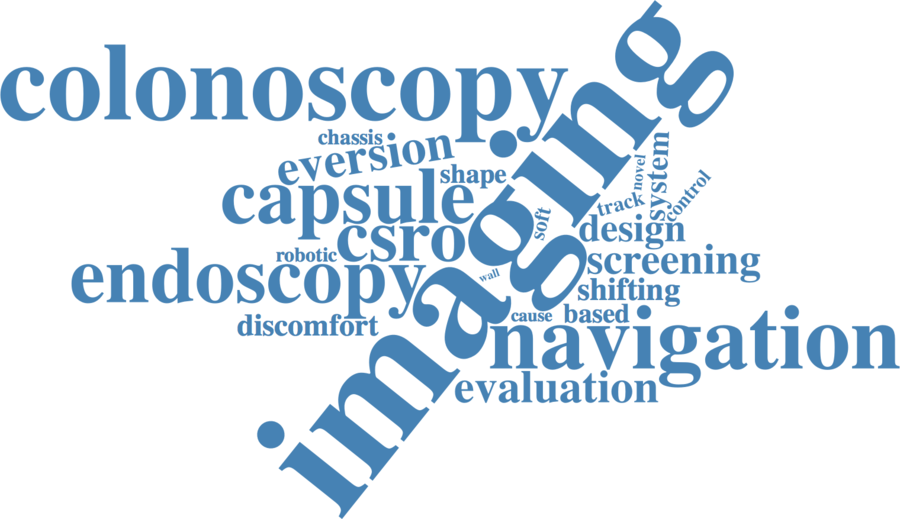 colonoscopy
imaging
chassis
eversion
shape
capsule
csro
robotic
endoscopy
discomfort
wall
soft
novel
system
track
control
design
screening
shifting
cause
based
navigation
evaluation